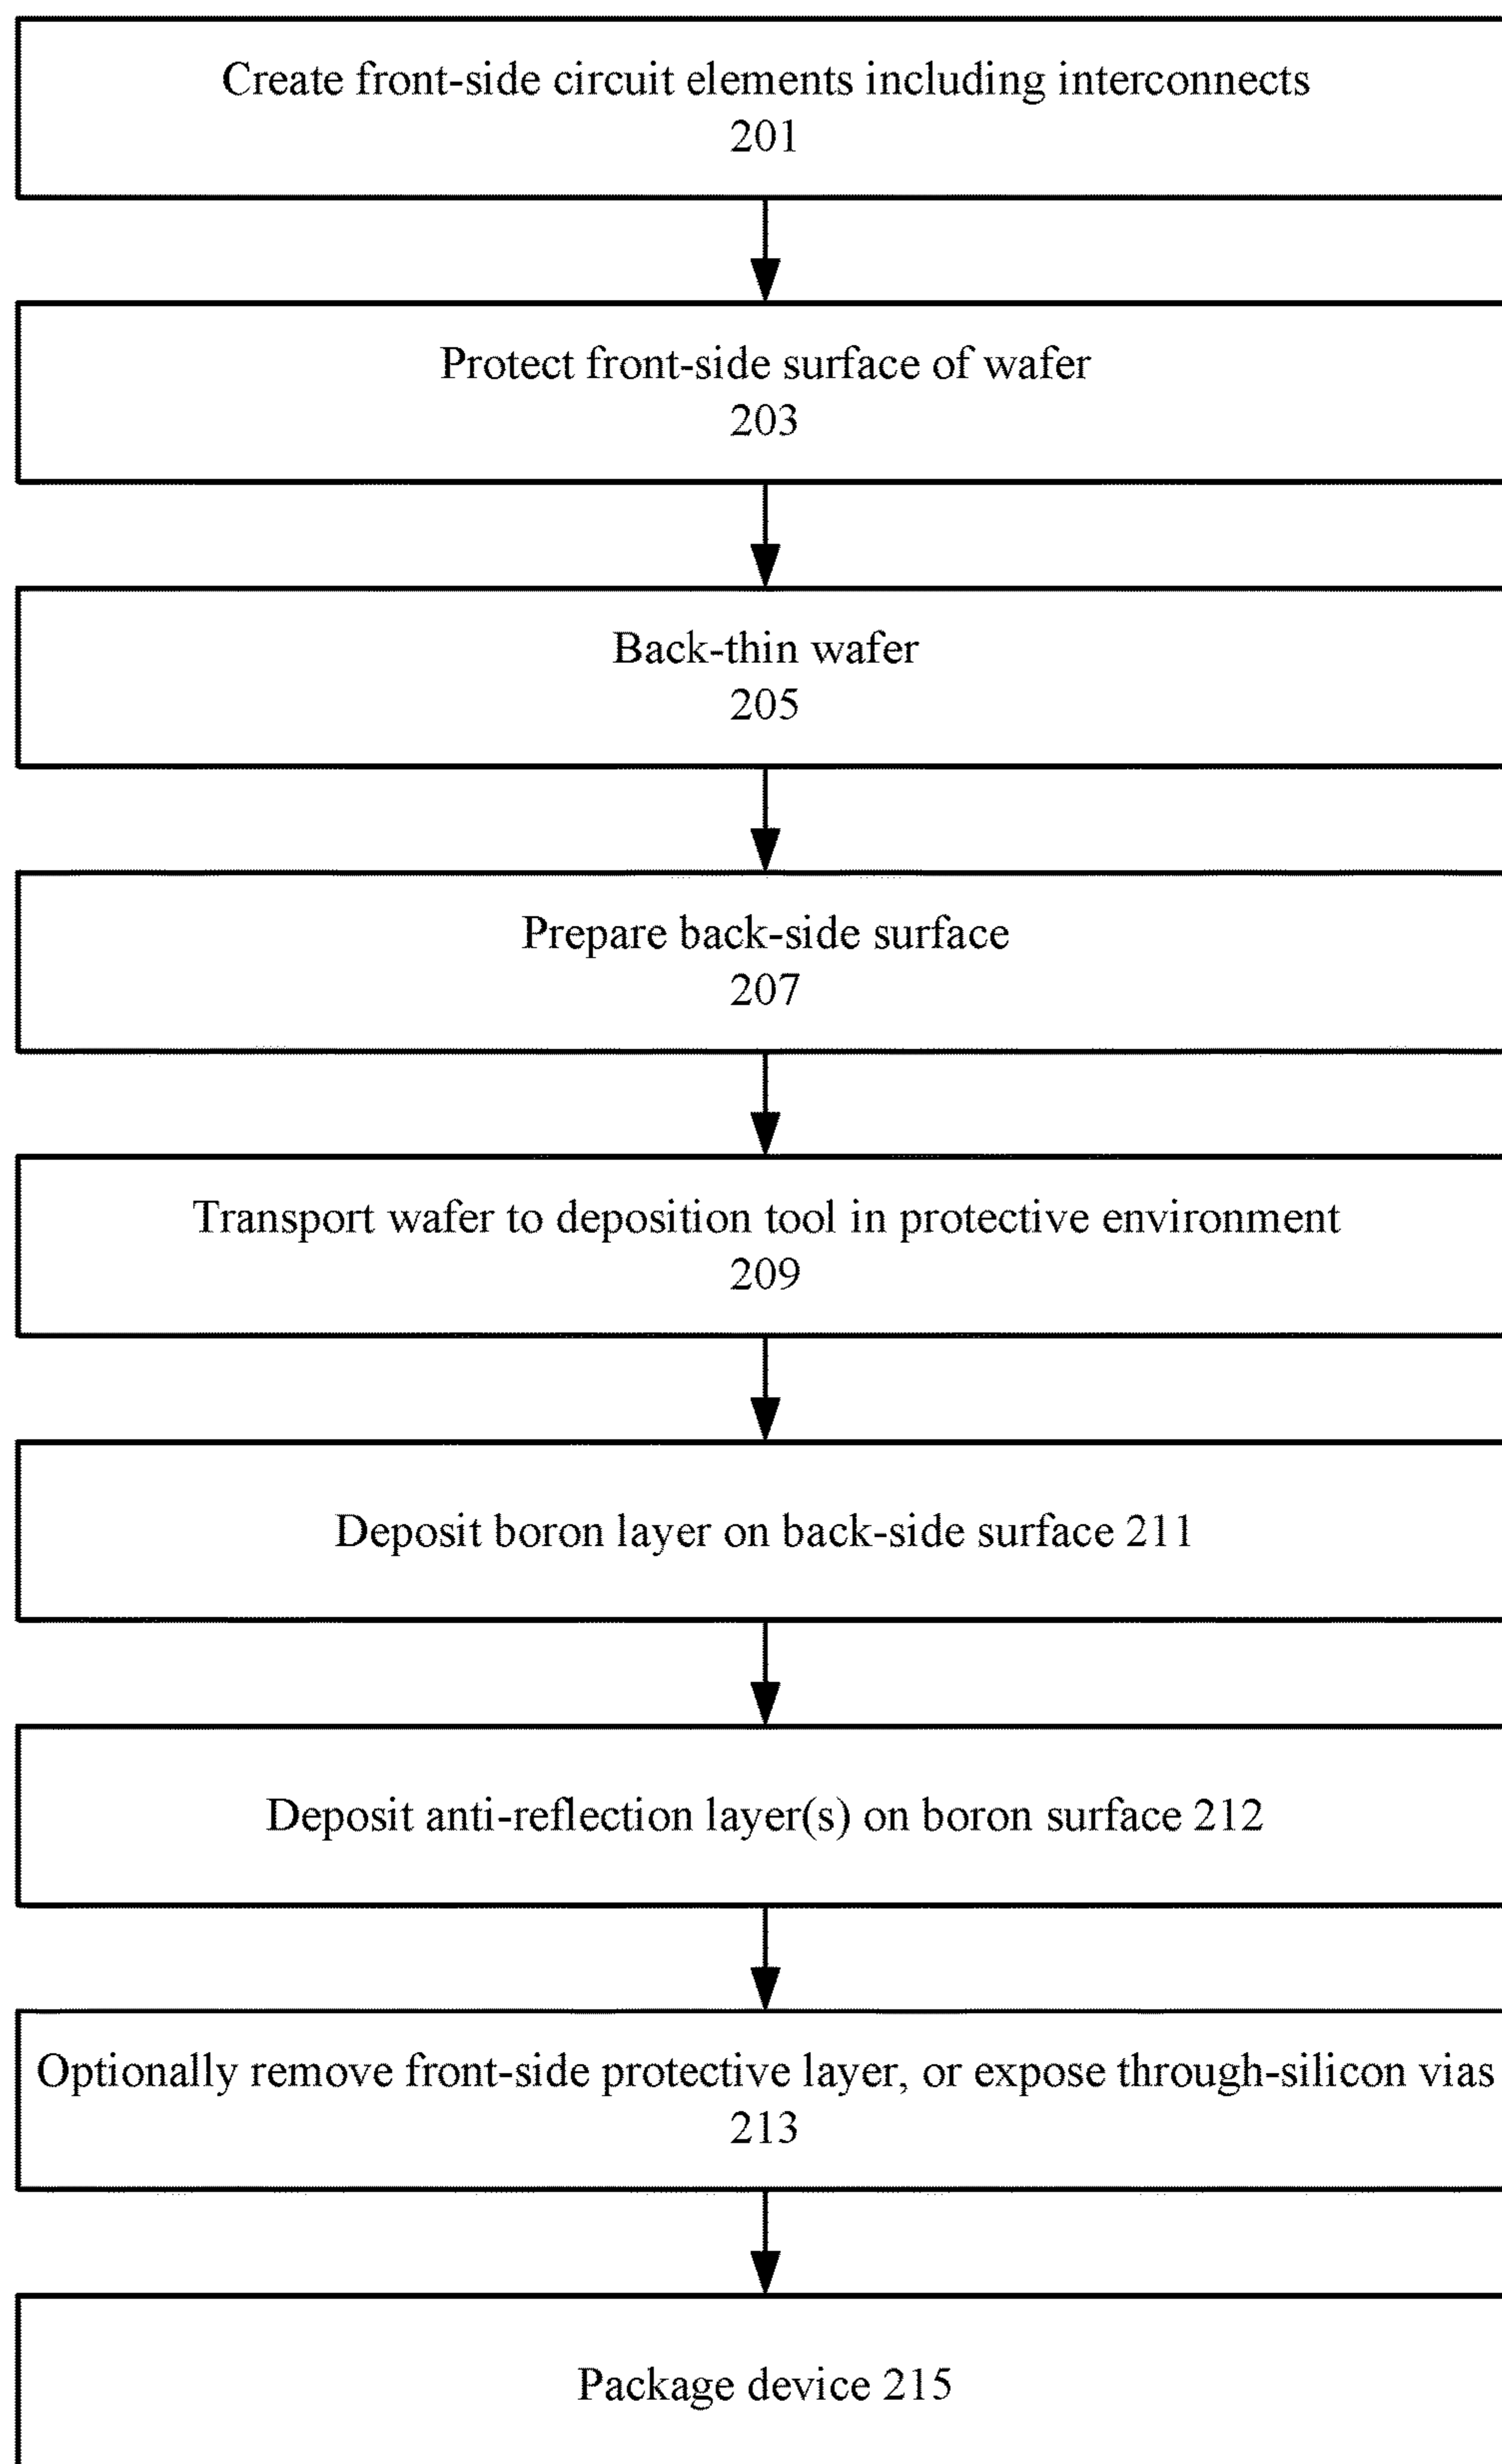 Create front-side circuit elements including interconnects
201
Protect front-side surface of wafer
203
Back-thin wafer
205
Prepare back-side surface
207
Transport wafer to deposition tool in protective environment
209
Deposit boron layer on back-side surface 211
Deposit anti-reflection layer(s) on boron surface 212
Optionally remove front-side protective layer, or expose through-silicon vias
213
Package device 215